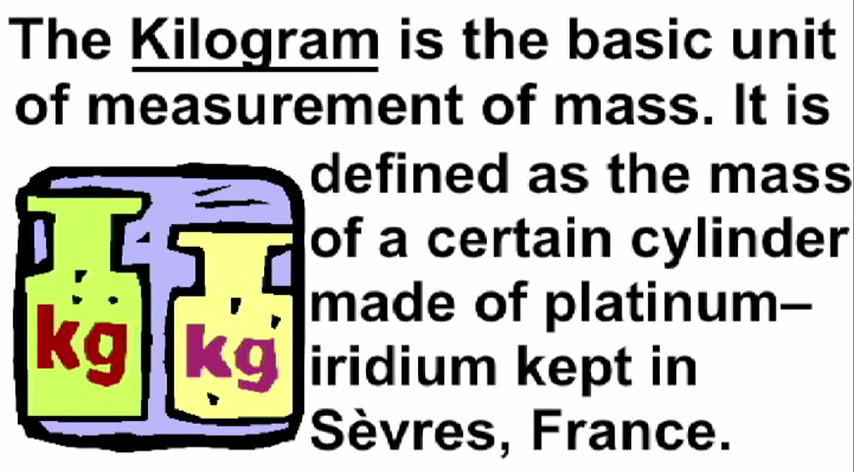 The Kilogram is the basic unit
of measurement of mass. It is
defined as the mass
of a certain cylinder
made of platinum–
iridium kept in
Sèvres, France.
kg
kg